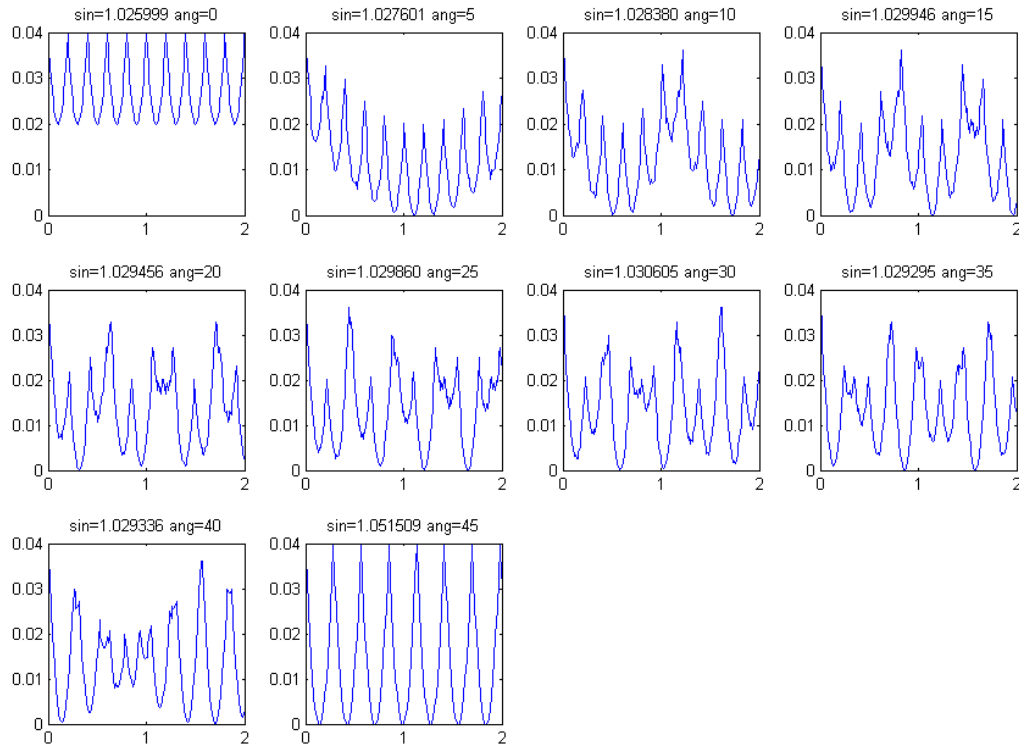 sin=1.025999 ang=0
sin=1.027601 ang=5
sin=1.028380 ang=10
sin=1.029946 ang=15
0.04
0.03
0.02
0.01
0
0 1 2
0.04
0.03
0.02
0.01
0
0 1 2
0.04
0.03
0.02
0.01
0
0 1 2
0.04
0.03
0.02
0.01
0
0 1 2
sin=1.029456 ang=20
sin=1.029860 ang=25
sin=1.030605 ang=30
sin=1.029295 ang=35
0.04
0.03
0.02
0.01
0
0 1 2
0.04
0.03
0.02
0.01
0
0 1 2
0.04
0.03
0.02
0.01
0
0 1 2
0.04
0.03
0.02
0.01
0
0 1 2
sin=1.029336 ang=40
sin=1.051509 ang=45
0.04
0.03
0.02
0.01
0
0 1 2
0.04
0.03
0.02
0.01
0
0 1 2